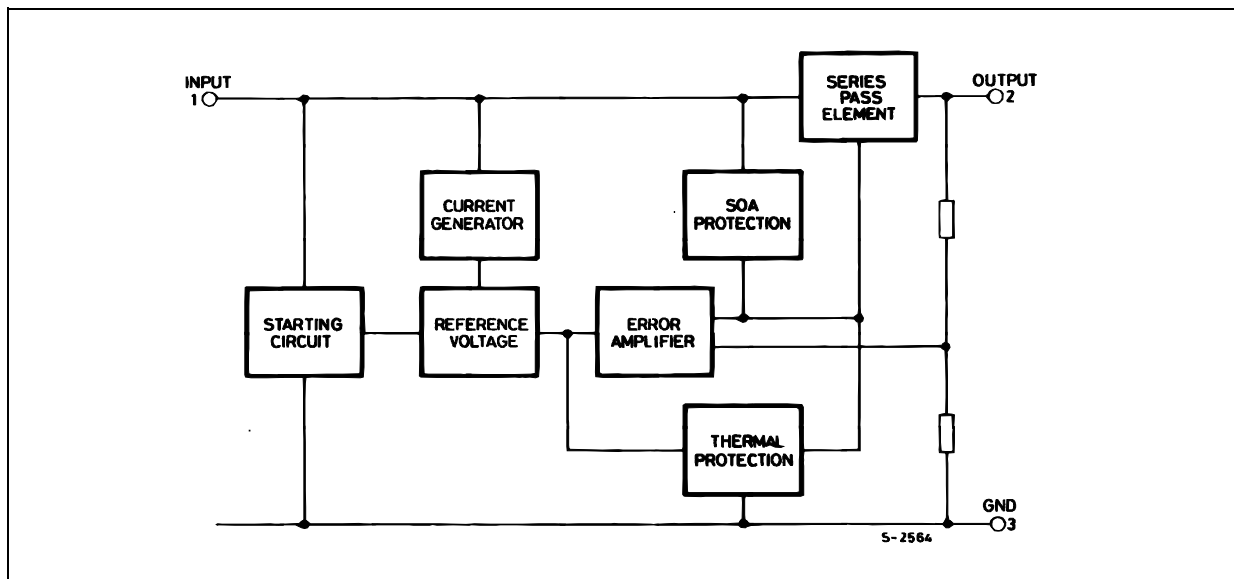 INPUT
1
SERIES
PASS
ELEMENT
OUTPUT
2
CURRENT
GENERATOR
SOA
PROTECTION
STARTING
CIRCUIT
REFERENCE
VOLTAGE
ERROR
AMPLIFIER
THERMAL
PROTECTION
GND
3
S-2564